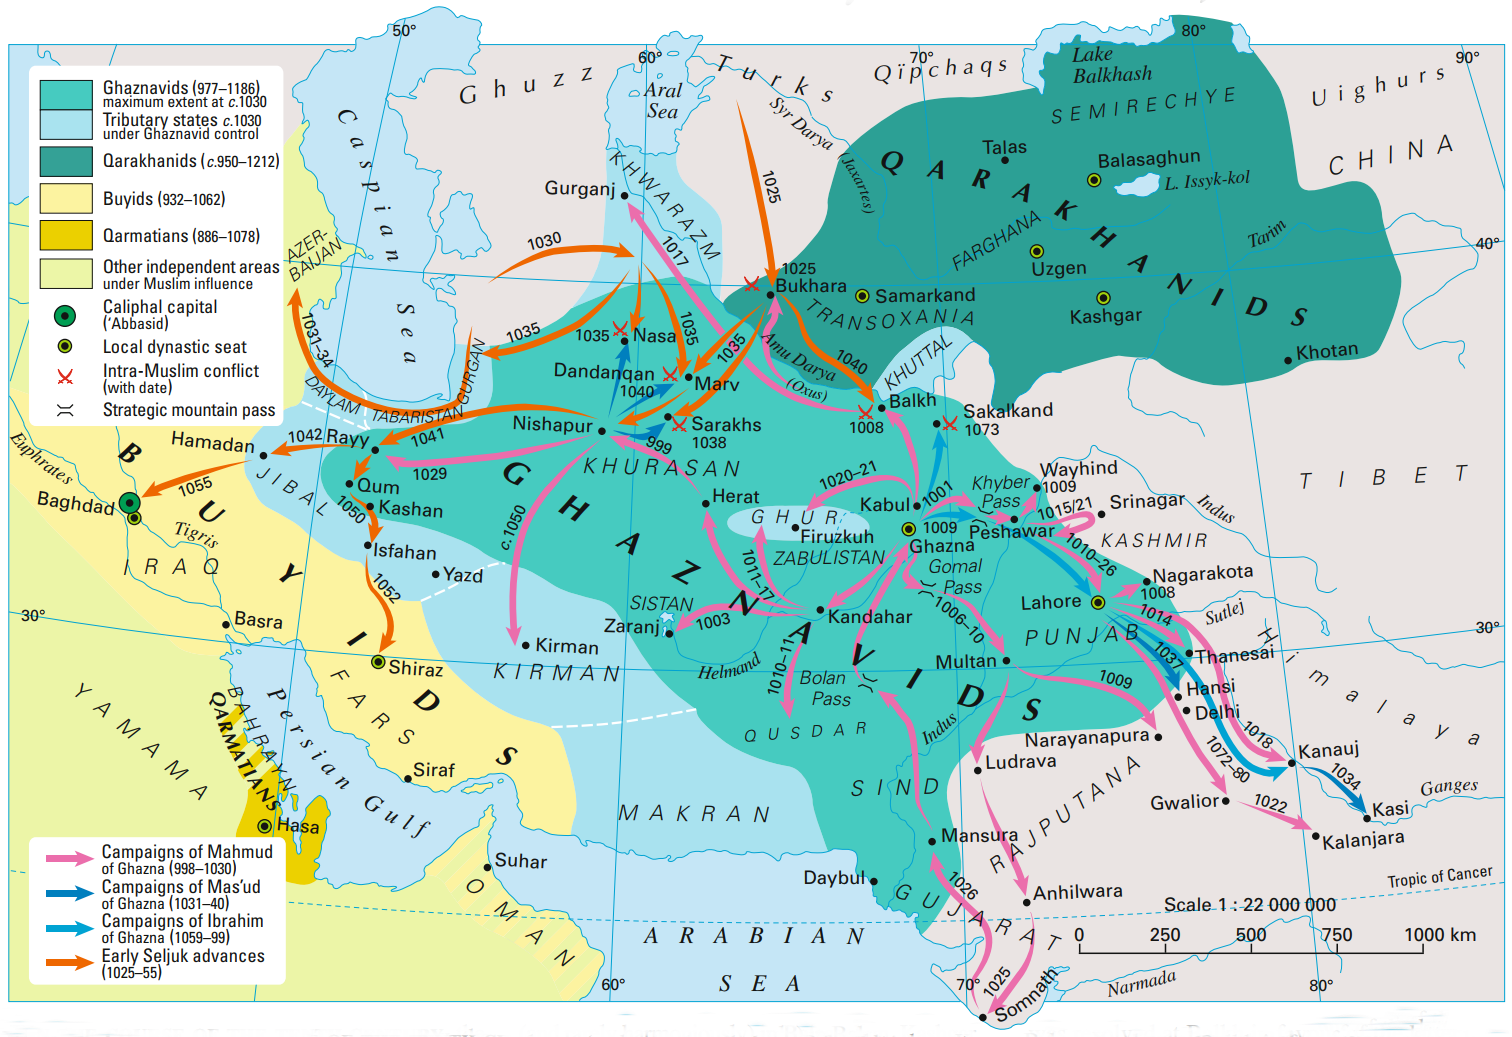 50°
60°
70°
80°
90°
40°
30°
30°
60°
70°
80°
Ghaznavids (977–1186)
maximum extent at c.1030
Tributary states c.1030
under Ghaznavid control
Qarakhanids (c.950–1212)
Buyids (932–1062)
Qarmatians (886–1078)
Other independent areas
under Muslim influence
Caliphal capital
('Abbasid)
Local dynastic seat
Intra-Muslim conflict
(with date)
Strategic mountain pass
Ghuzz
Turks
Qïpchaqs
Uighurs
CHINA
TIBET
Caspian
Sea
Aral
Sea
Lake
Balkhash
SEMIRECHYE
Syr Darya
(Jaxartes)
Talas
Balasaghun
L. Issyk-kol
QARAKHANIDS
FARGHANA
Uzgen
Kashgar
Tarim
Khotan
Samarkand
TRANSOXANIA
KHWARAZM
Gurganj
1017
1030
1025
1025
Bukhara
AZER-
BAIJAN
1031–34
1035
1035
Nasa
1035
1035
Dandanqan
1040
Marv
Amu Darya
(Oxus)
1040
KHUTTAL
Balkh
1008
Sakalkand
1073
DAYLAM
TABARISTAN
GURGAN
Nishapur
Sarakhs
1038
999
KHURASAN
Hamadan
1042
Rayy
1041
1029
JIBAL
Qum
1050
Kashan
Isfahan
Yazd
1052
c.1050
Euphrates
Baghdad
1055
Tigris
IRAQ
BUYIDS
Basra
Shiraz
FARS
Siraf
Kirman
KIRMAN
GHAZNAVIDS
Herat
1020–21
GHUR
Firuzkuh
ZABULISTAN
Kabul
1001
1009
Ghazna
Khyber
Pass
Peshawar
Wayhind
1009
1015/21
Srinagar
Indus
KASHMIR
1010–26
Gomal
Pass
1006–10
1011–17
SISTAN
Zaranj
1003
Kandahar
Helmand
1010–11
Bolan
Pass
QUSDAR
Lahore
Nagarakota
1008
1014
Sutlej
PUNJAB
1037
Thanesai
Hansi
Delhi
Himalaya
Multan
1009
Narayanapura
Indus
Ludrava
SIND
RAJPUTANA
1072–80
1018
Kanauj
1034
Kasi
Ganges
Gwalior
1022
Kalanjara
MAKRAN
Mansura
Daybul
GUJARAT
1026
Anhilwara
1025
Somnath
Narmada
Tropic of Cancer
Scale 1 : 22 000 000
0 250 500 750 1000 km
YAMAMA
BAHRAYN
QARMATIANS
Hasa
Persian Gulf
Suhar
OMAN
ARABIAN
SEA
Campaigns of Mahmud
of Ghazna (998–1030)
Campaigns of Mas'ud
of Ghazna (1031–40)
Campaigns of Ibrahim
of Ghazna (1059–99)
Early Seljuk advances
(1025–55)